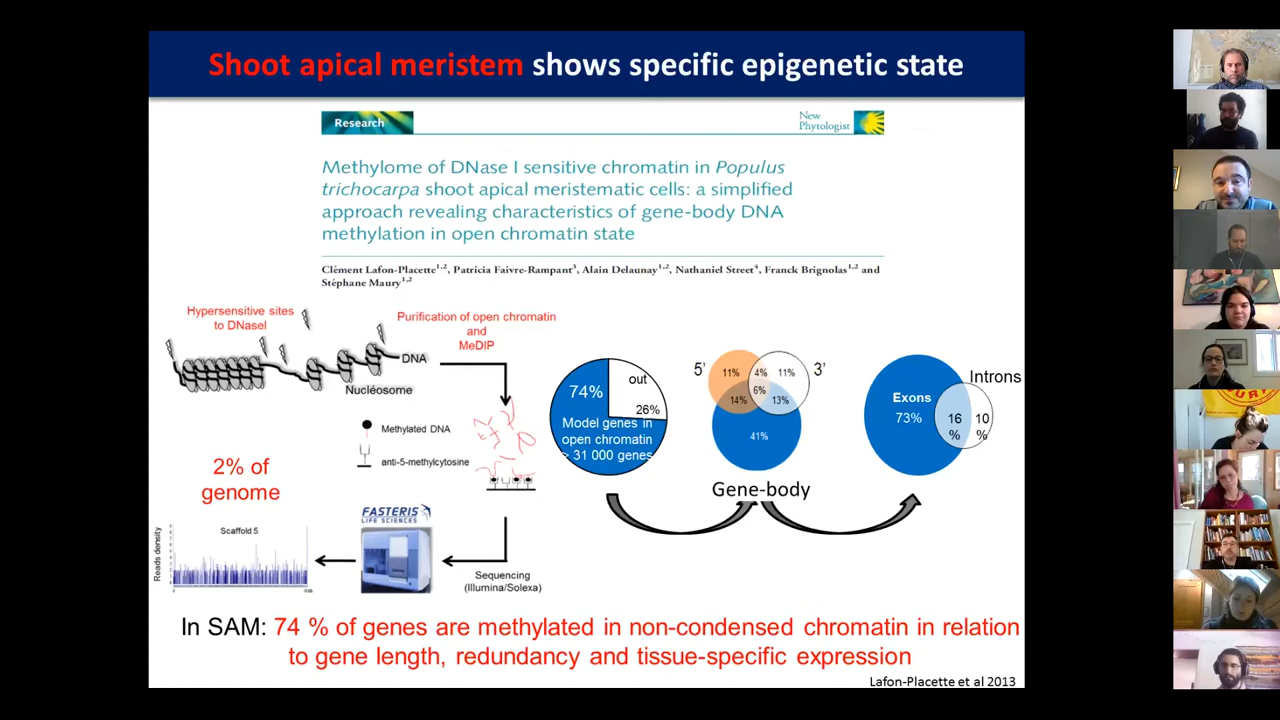 Shoot apical meristem shows specific epigenetic state
Research
New
Phytologist
Methylome of DNase I sensitive chromatin in Populus
trichocarpa shoot apical meristematic cells: a simplified
approach revealing characteristics of gene-body DNA
methylation in open chromatin state
Clément Lafon-Placette1,2, Patricia Faivre-Rampant3, Alain Delaunay1,2, Nathaniel Street4, Franck Brignolas1,2 and
Stéphane Maury1,2
Hypersensitive sites
to DNaseI
Purification of open chromatin
and
MeDIP
DNA
Nucléosome
Methylated DNA
anti-5-methylcytosine
2% of
genome
FASTERIS
LIFE SCIENCES
Scaffold 5
Reads density
Sequencing
(Illumina/Solexa)
74%
out
26%
Model genes in
open chromatin
> 31 000 genes
5’
3’
11%
4%
11%
6%
14%
13%
41%
Gene-body
Exons
73%
Introns
16
%
10
%
In SAM: 74 % of genes are methylated in non-condensed chromatin in relation
to gene length, redundancy and tissue-specific expression
Lafon-Placette et al 2013